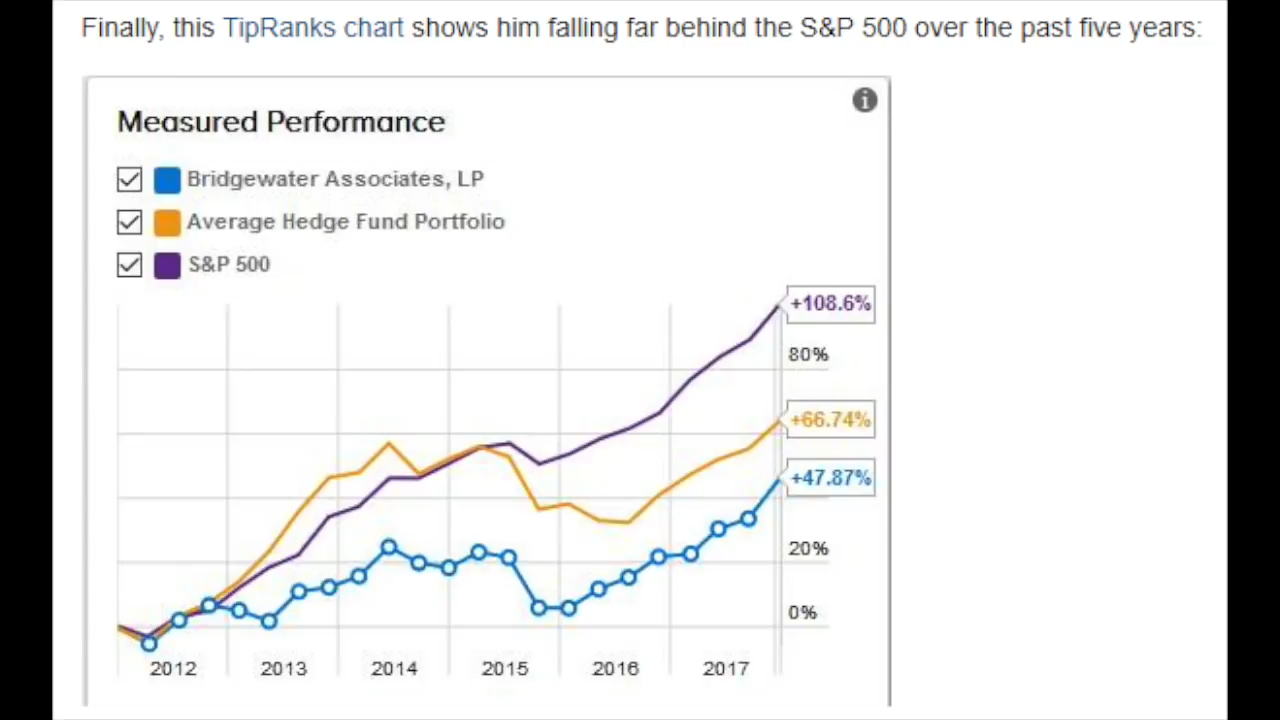 Finally, this TipRanks chart shows him falling far behind the S&P 500 over the past five years:
Measured Performance
Bridgewater Associates, LP
Average Hedge Fund Portfolio
S&P 500
+108.6%
80%
+66.74%
+47.87%
20%
0%
2012 2013 2014 2015 2016 2017